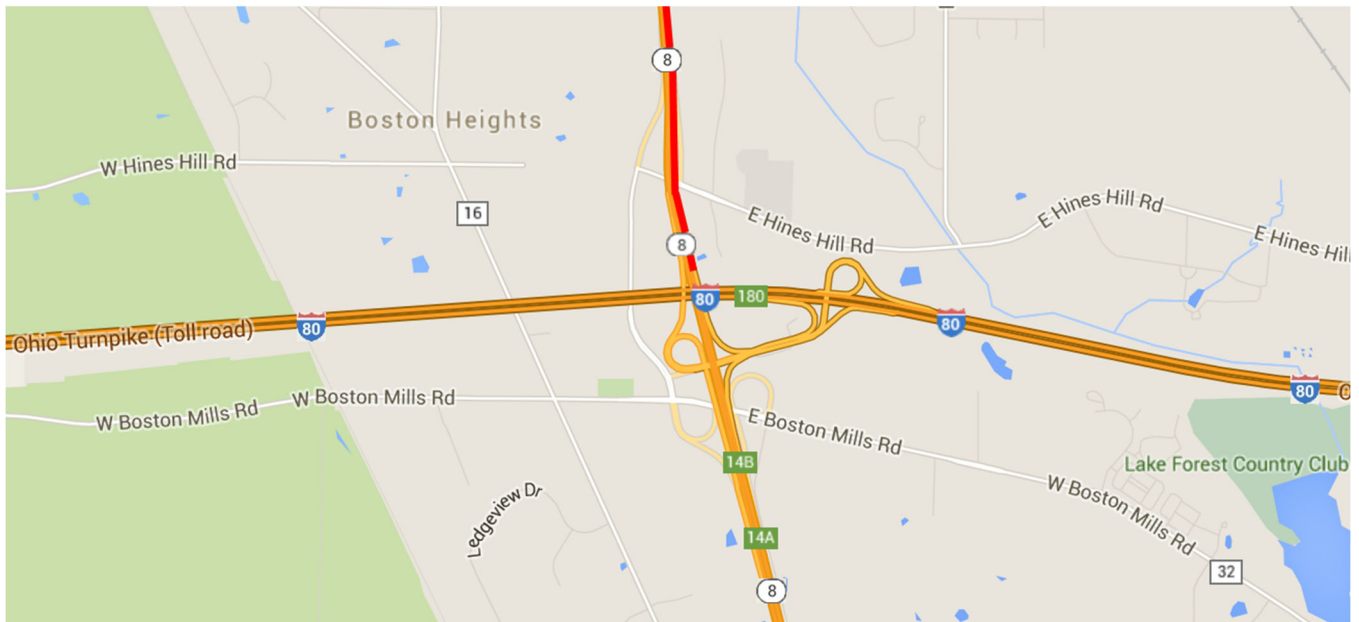 8
Boston Heights
W Hines Hill Rd
16
E Hines Hill Rd
E Hines Hill Rd
E Hines Hil
8
80
180
80
80
80
O
Ohio Turnpike (Toll road)
W Boston Mills Rd
W Boston Mills Rd
E Boston Mills Rd
14B
Lake Forest Country Club
W Boston Mills Rd
Ledgeview Dr
14A
32
8